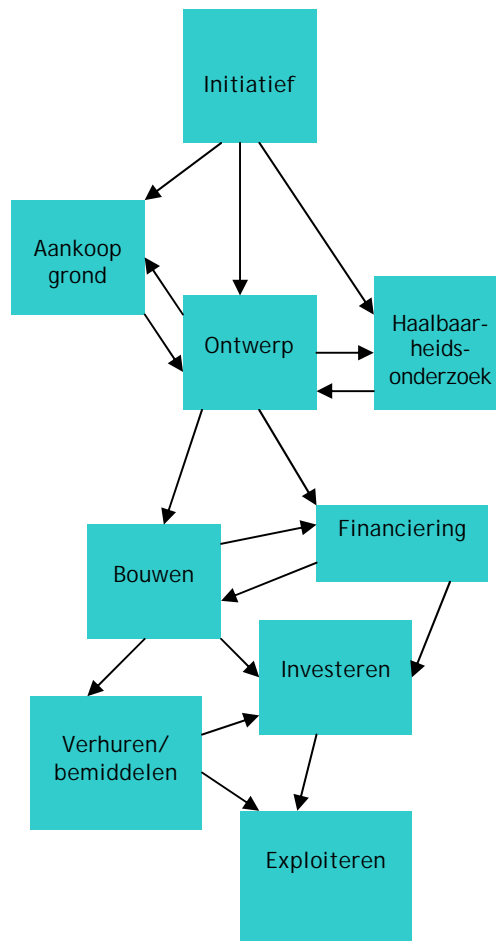 Initiatief
Aankoop
grond
Ontwerp
Haalbaar-
heids-
onderzoek
Financiering
Bouwen
Investeren
Verhuren/
bemiddelen
Exploiteren